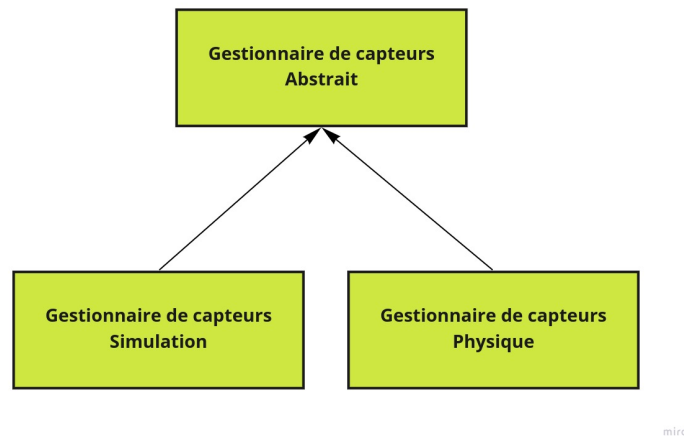 Gestionnaire de capteurs
Abstrait
Gestionnaire de capteurs
Simulation
Gestionnaire de capteurs
Physique